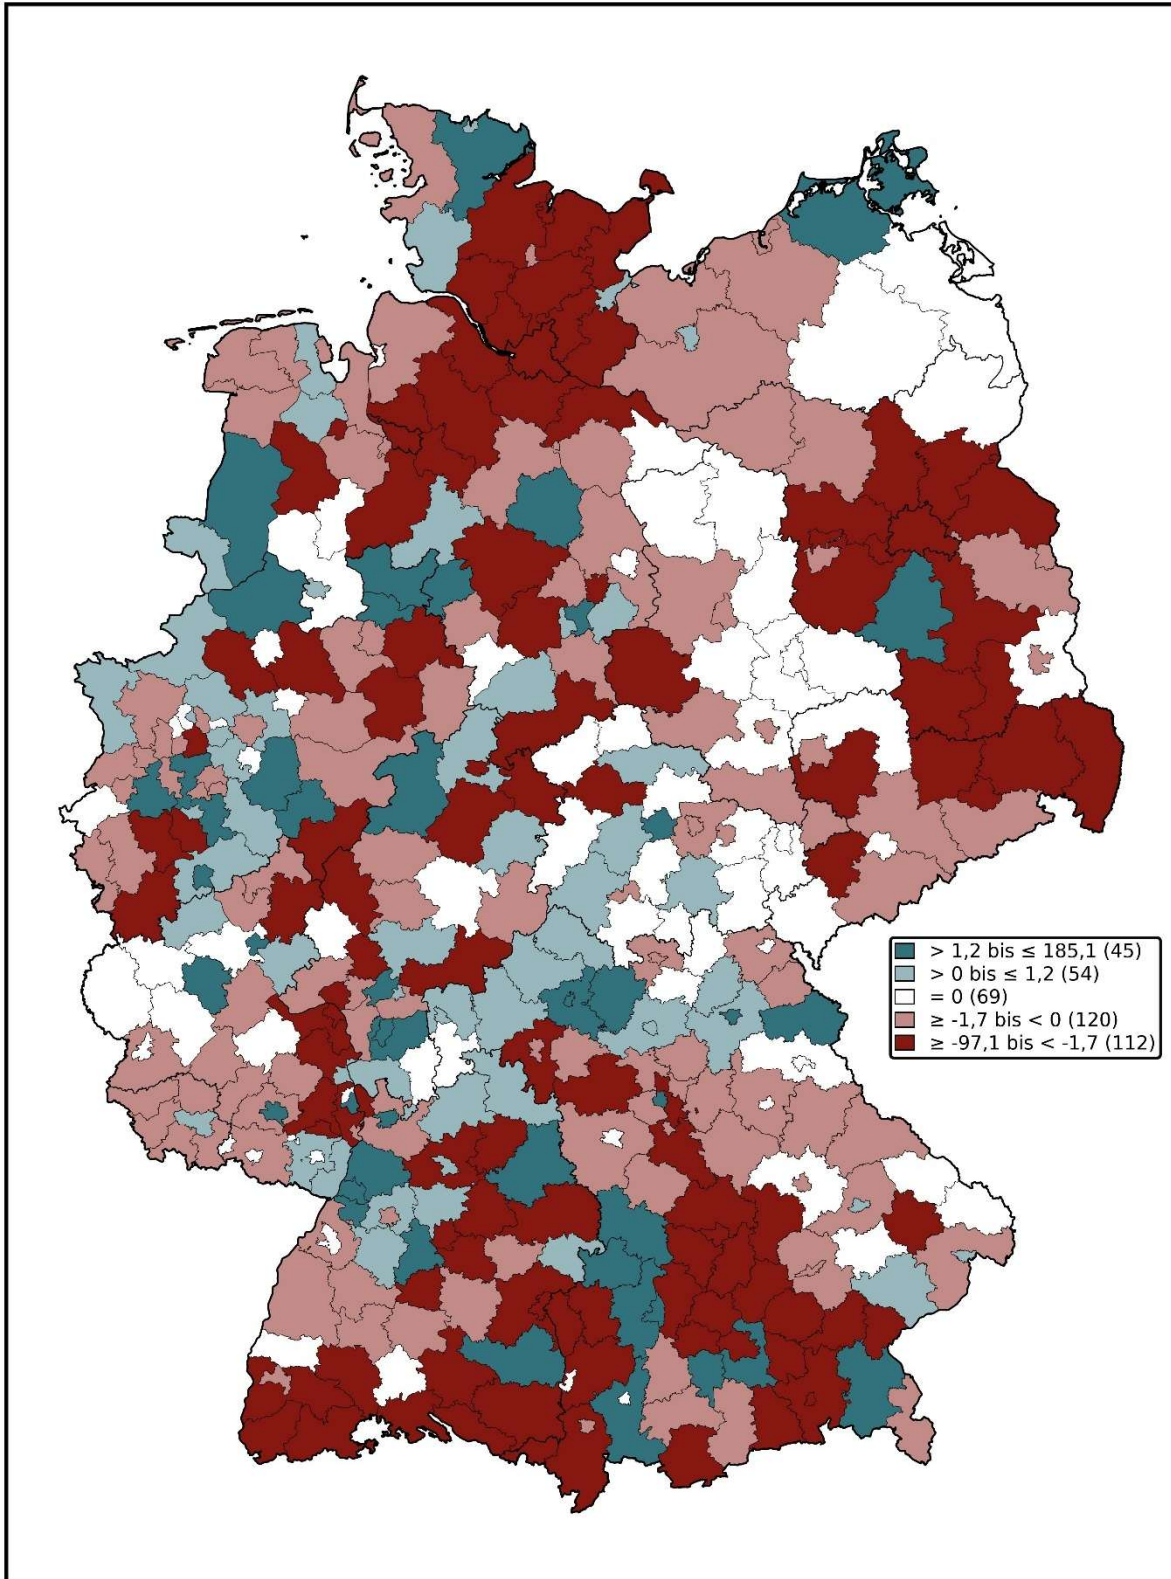 > 1,2 bis ≤ 185,1 (45)
> 0 bis ≤ 1,2 (54)
= 0 (69)
≥ -1,7 bis < 0 (120)
≥ -97,1 bis < -1,7 (112)